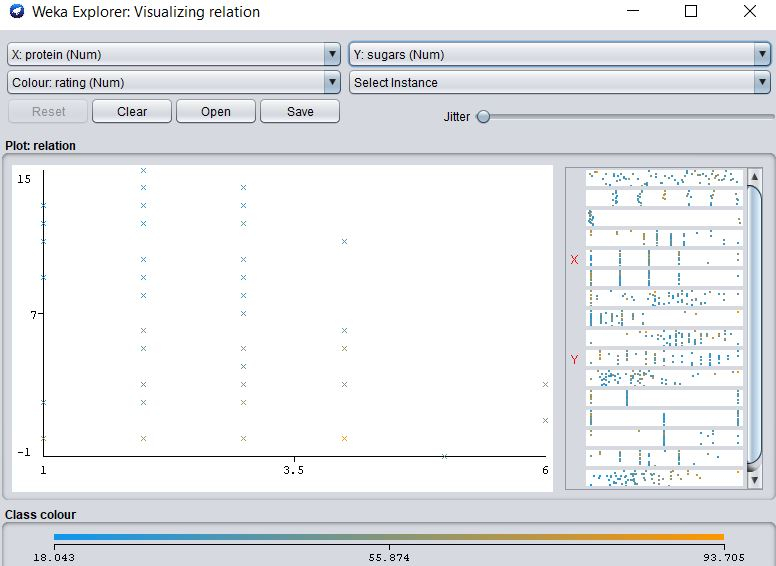 Weka Explorer: Visualizing relation
X: protein (Num)
Y: sugars (Num)
Colour: rating (Num)
Select Instance
Reset
Clear
Open
Save
Jitter
Plot: relation
15
7
-1
1
3.5
6
X
Y
Class colour
18.043
55.874
93.705